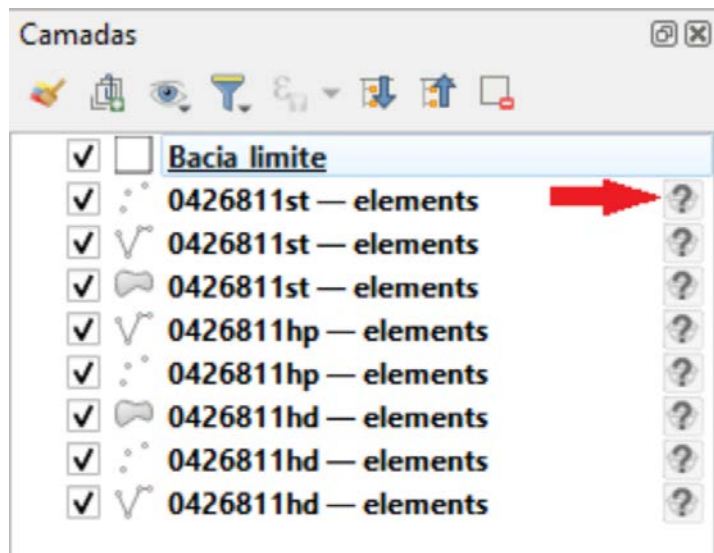 Camadas
Bacia limite
0426811st — elements
0426811st — elements
0426811st — elements
0426811hp — elements
0426811hp — elements
0426811hd — elements
0426811hd — elements
0426811hd — elements